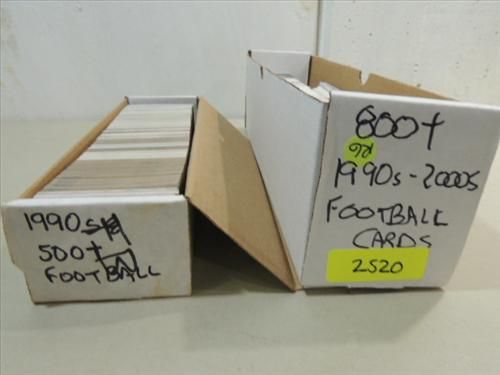 1990s
500+
FOOTBALL
800+
1990s-2000s
FOOTBALL
CARDS
2520